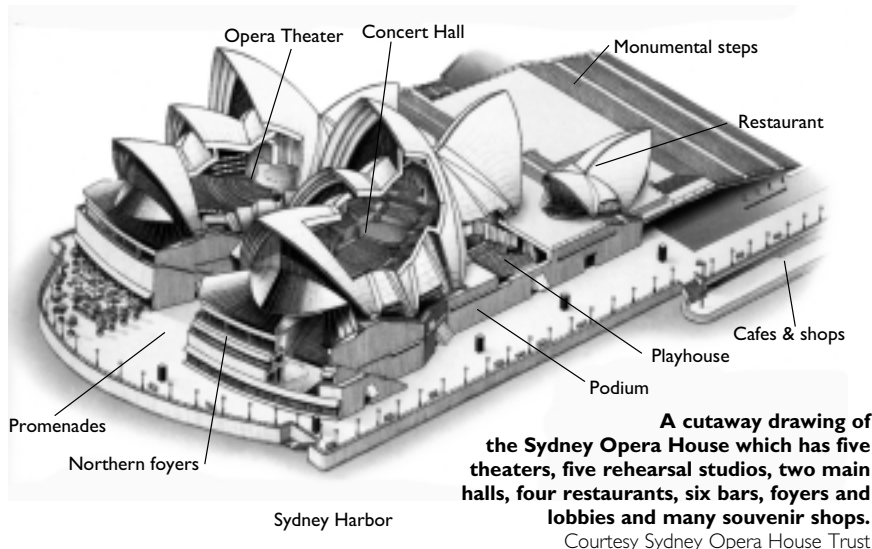 Opera Theater
Concert Hall
Monumental steps
Restaurant
Cafes & shops
Playhouse
Podium
Promenades
Northern foyers
Sydney Harbor
A cutaway drawing of
the Sydney Opera House which has five
theaters, five rehearsal studios, two main
halls, four restaurants, six bars, foyers and
lobbies and many souvenir shops.
Courtesy Sydney Opera House Trust